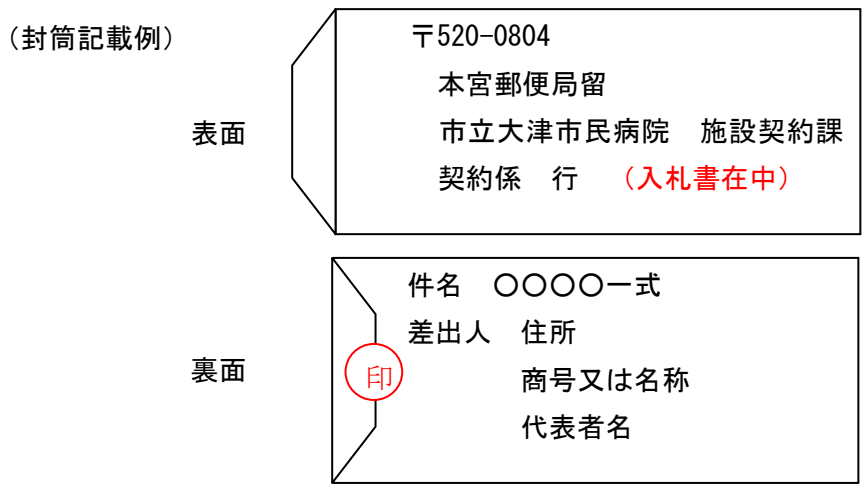 （封筒記載例）
表面
〒520-0804
本宮郵便局留
市立大津市民病院　施設契約課
契約係　行　（入札書在中）
裏面
印
件名　〇〇〇〇一式
差出人　住所
商号又は名称
代表者名